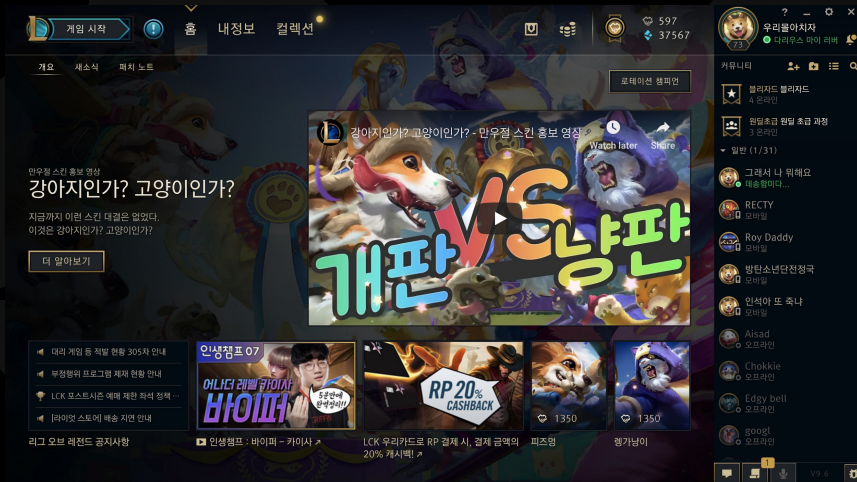 게임 시작
홈
내정보
컬렉션
597
37567
우리몰아치자
다리우스 마이 러버
73
개요
새소식
패치 노트
로테이션 챔피언
커뮤니티
블리자드 블리자드
4 온라인
원딜초급 원딜 초급 과정
3 온라인
일반 (1/31)
그래서 나 뭐해요
RECTY
모바일
Roy Daddy
모바일
방탄소년단전정국
모바일
인석아 또 죽냐
모바일
Aisad
오프라인
Chokkie
오프라인
Edgy bell
오프라인
googl
오프라인
강아지인가? 고양이인가? - 만우절 스킨 홍보 영상
Watch later
Share
개판
VS
냥판
만우절 스킨 홍보 영상
강아지인가? 고양이인가?
지금까지 이런 스킨 대결은 없었다.
이것은 강아지인가? 고양이인가?
더 알아보기
대리 게임 등 적발 현황 305차 안내
부정행위 프로그램 제재 현황 안내
LCK 포스트시즌 예매 제한 좌석 정책 ···
[라이엇 스토어] 배송 지연 안내
리그 오브 레전드 공지사항
인생챔프 07
어나더 레벨 카이사
바이퍼
5분만에
완벽정리!!
인생챔프 : 바이퍼 - 카이사 ↗
RP 20%
CASHBACK
LCK 우리카드로 RP 결제 시, 결제 금액의
20% 캐시백! ↗
1350
피즈멍
1350
렝가냥이
1
V9.6